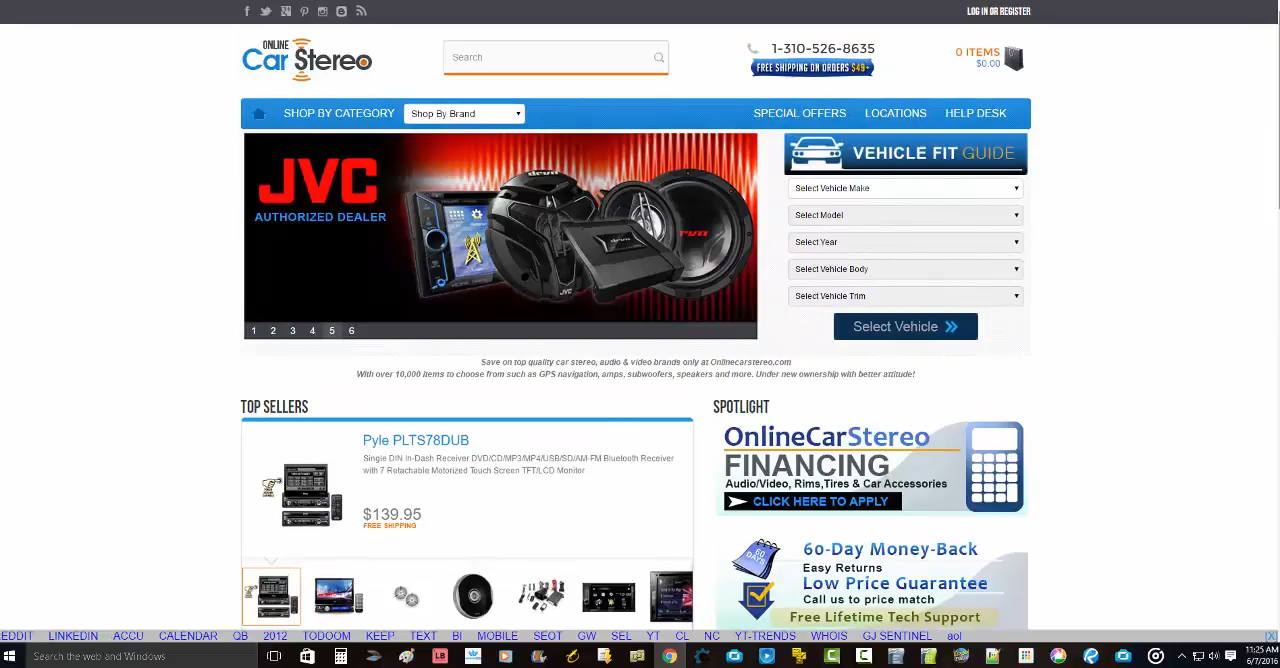 LOG IN OR REGISTER
ONLINE
Car Stereo
Search
1-310-526-8635
FREE SHIPPING ON ORDERS $49+
0 ITEMS
$0.00
SHOP BY CATEGORY
Shop By Brand
SPECIAL OFFERS
LOCATIONS
HELP DESK
JVC
AUTHORIZED DEALER
JVC
1 2 3 4 5 6
VEHICLE FIT GUIDE
Select Vehicle Make
Select Model
Select Year
Select Vehicle Body
Select Vehicle Trim
Select Vehicle
Save on top quality car stereo, audio & video brands only at Onlinecarstereo.com
With over 10,000 items to choose from such as GPS navigation, amps, subwoofers, speakers and more. Under new ownership with better attitude!
TOP SELLERS
Pyle PLTS78DUB
Single DIN In-Dash Receiver DVD/CD/MP3/MP4/USB/SD/AM-FM Bluetooth Receiver
with 7 Retachable Motorized Touch Screen TFT/LCD Monitor
$139.95
FREE SHIPPING
SPOTLIGHT
OnlineCarStereo
FINANCING
Audio/Video, Rims,Tires & Car Accessories
CLICK HERE TO APPLY
60 DAYS
60-Day Money-Back
Easy Returns
Low Price Guarantee
Call us to price match
Free Lifetime Tech Support
EDDIT LINKEDIN ACCU CALENDAR QB 2012 TODOOM KEEP TEXT BI MOBILE SEOT GW SEL YT CL NC YT-TRENDS WHOIS GJ SENTINEL aol [X]
Search the web and Windows
LB
11:25 AM
6/7/201